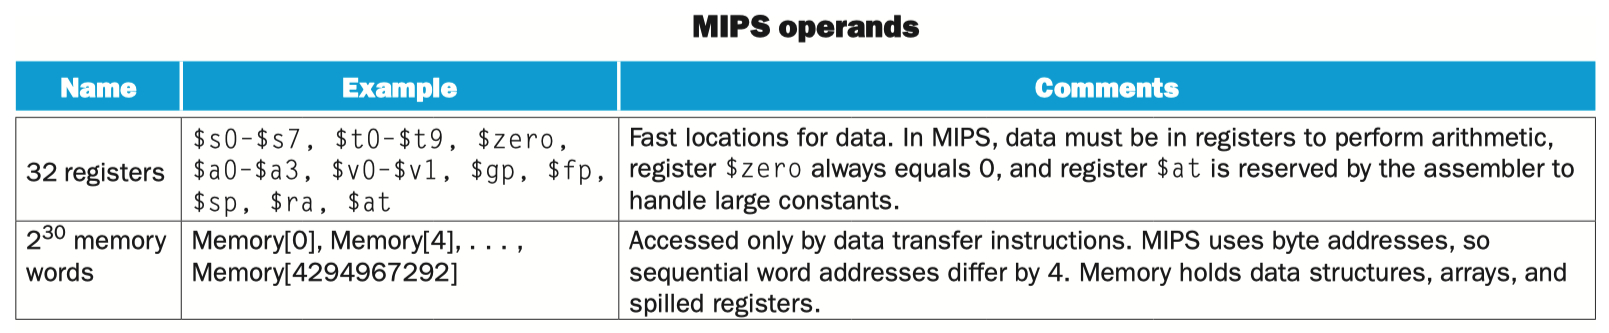 MIPS operands
Name Example Comments
32 registers
$s0–$s7, $t0–$t9, $zero,
$a0–$a3, $v0–$v1, $gp, $fp,
$sp, $ra, $at
Fast locations for data. In MIPS, data must be in registers to perform arithmetic,
register $zero always equals 0, and register $at is reserved by the assembler to
handle large constants.
2³⁰ memory
words
Memory[0], Memory[4], . . . ,
Memory[4294967292]
Accessed only by data transfer instructions. MIPS uses byte addresses, so
sequential word addresses differ by 4. Memory holds data structures, arrays, and
spilled registers.